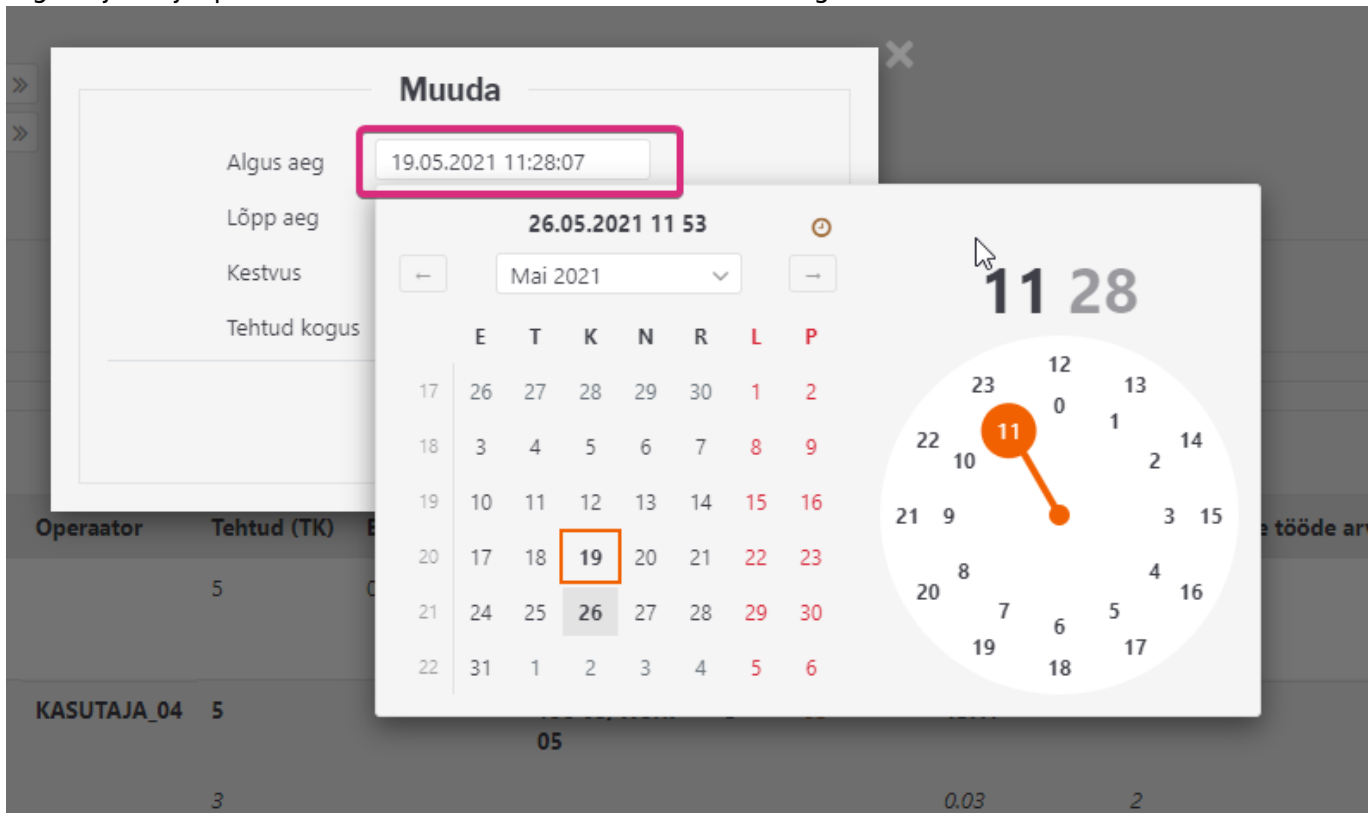 Muuda
Algus aeg 19.05.2021 11:28:07
Lõpp aeg
Kestvus
Tehtud kogus
26.05.2021 11 53
Mai 2021
E T K N R L P
17 26 27 28 29 30 1 2
18 3 4 5 6 7 8 9
19 10 11 12 13 14 15 16
20 17 18 19 20 21 22 23
21 24 25 26 27 28 29 30
22 31 1 2 3 4 5 6
11 28
12
23 13
0
11 1
22 14
10 2
21 9 3 15
8 4
20 16
7 5
6
19 17
18
Operaator Tehtud (TK) tööde
5
KASUTAJA_04 5
05
3 0.03 2